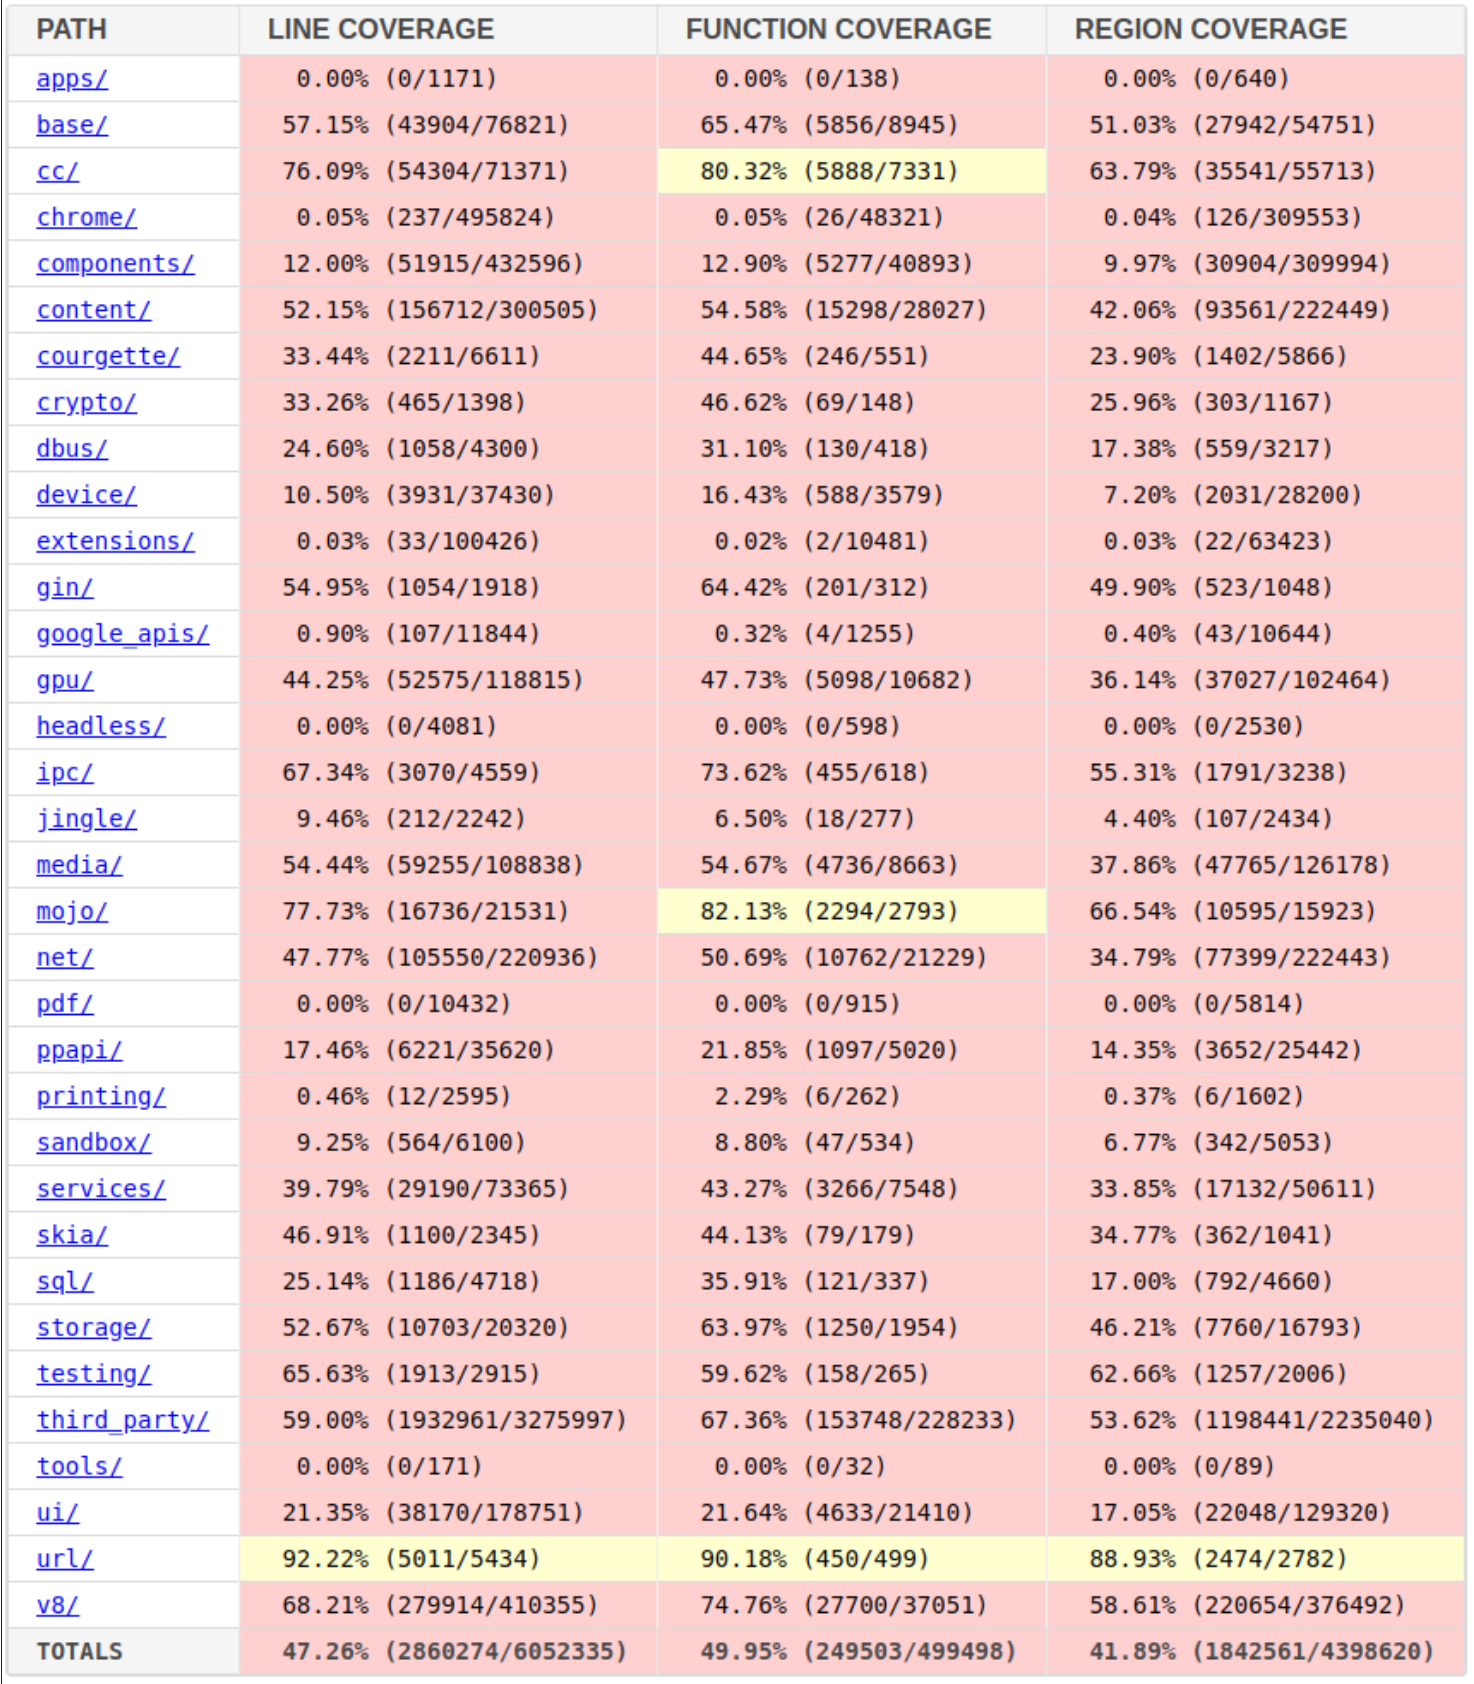 PATH LINE COVERAGE FUNCTION COVERAGE REGION COVERAGE
apps/ 0.00% (0/1171) 0.00% (0/138) 0.00% (0/640)
base/ 57.15% (43904/76821) 65.47% (5856/8945) 51.03% (27942/54751)
cc/ 76.09% (54304/71371) 80.32% (5888/7331) 63.79% (35541/55713)
chrome/ 0.05% (237/495824) 0.05% (26/48321) 0.04% (126/309553)
components/ 12.00% (51915/432596) 12.90% (5277/40893) 9.97% (30904/309994)
content/ 52.15% (156712/300505) 54.58% (15298/28027) 42.06% (93561/222449)
courgette/ 33.44% (2211/6611) 44.65% (246/551) 23.90% (1402/5866)
crypto/ 33.26% (465/1398) 46.62% (69/148) 25.96% (303/1167)
dbus/ 24.60% (1058/4300) 31.10% (130/418) 17.38% (559/3217)
device/ 10.50% (3931/37430) 16.43% (588/3579) 7.20% (2031/28200)
extensions/ 0.03% (33/100426) 0.02% (2/10481) 0.03% (22/63423)
gin/ 54.95% (1054/1918) 64.42% (201/312) 49.90% (523/1048)
google_apis/ 0.90% (107/11844) 0.32% (4/1255) 0.40% (43/10644)
gpu/ 44.25% (52575/118815) 47.73% (5098/10682) 36.14% (37027/102464)
headless/ 0.00% (0/4081) 0.00% (0/598) 0.00% (0/2530)
ipc/ 67.34% (3070/4559) 73.62% (455/618) 55.31% (1791/3238)
jingle/ 9.46% (212/2242) 6.50% (18/277) 4.40% (107/2434)
media/ 54.44% (59255/108838) 54.67% (4736/8663) 37.86% (47765/126178)
mojo/ 77.73% (16736/21531) 82.13% (2294/2793) 66.54% (10595/15923)
net/ 47.77% (105550/220936) 50.69% (10762/21229) 34.79% (77399/222443)
pdf/ 0.00% (0/10432) 0.00% (0/915) 0.00% (0/5814)
ppapi/ 17.46% (6221/35620) 21.85% (1097/5020) 14.35% (3652/25442)
printing/ 0.46% (12/2595) 2.29% (6/262) 0.37% (6/1602)
sandbox/ 9.25% (564/6100) 8.80% (47/534) 6.77% (342/5053)
services/ 39.79% (29190/73365) 43.27% (3266/7548) 33.85% (17132/50611)
skia/ 46.91% (1100/2345) 44.13% (79/179) 34.77% (362/1041)
sql/ 25.14% (1186/4718) 35.91% (121/337) 17.00% (792/4660)
storage/ 52.67% (10703/20320) 63.97% (1250/1954) 46.21% (7760/16793)
testing/ 65.63% (1913/2915) 59.62% (158/265) 62.66% (1257/2006)
third_party/ 59.00% (1932961/3275997) 67.36% (153748/228233) 53.62% (1198441/2235040)
tools/ 0.00% (0/171) 0.00% (0/32) 0.00% (0/89)
ui/ 21.35% (38170/178751) 21.64% (4633/21410) 17.05% (22048/129320)
url/ 92.22% (5011/5434) 90.18% (450/499) 88.93% (2474/2782)
v8/ 68.21% (279914/410355) 74.76% (27700/37051) 58.61% (220654/376492)
TOTALS 47.26% (2860274/6052335) 49.95% (249503/499498) 41.89% (1842561/4398620)